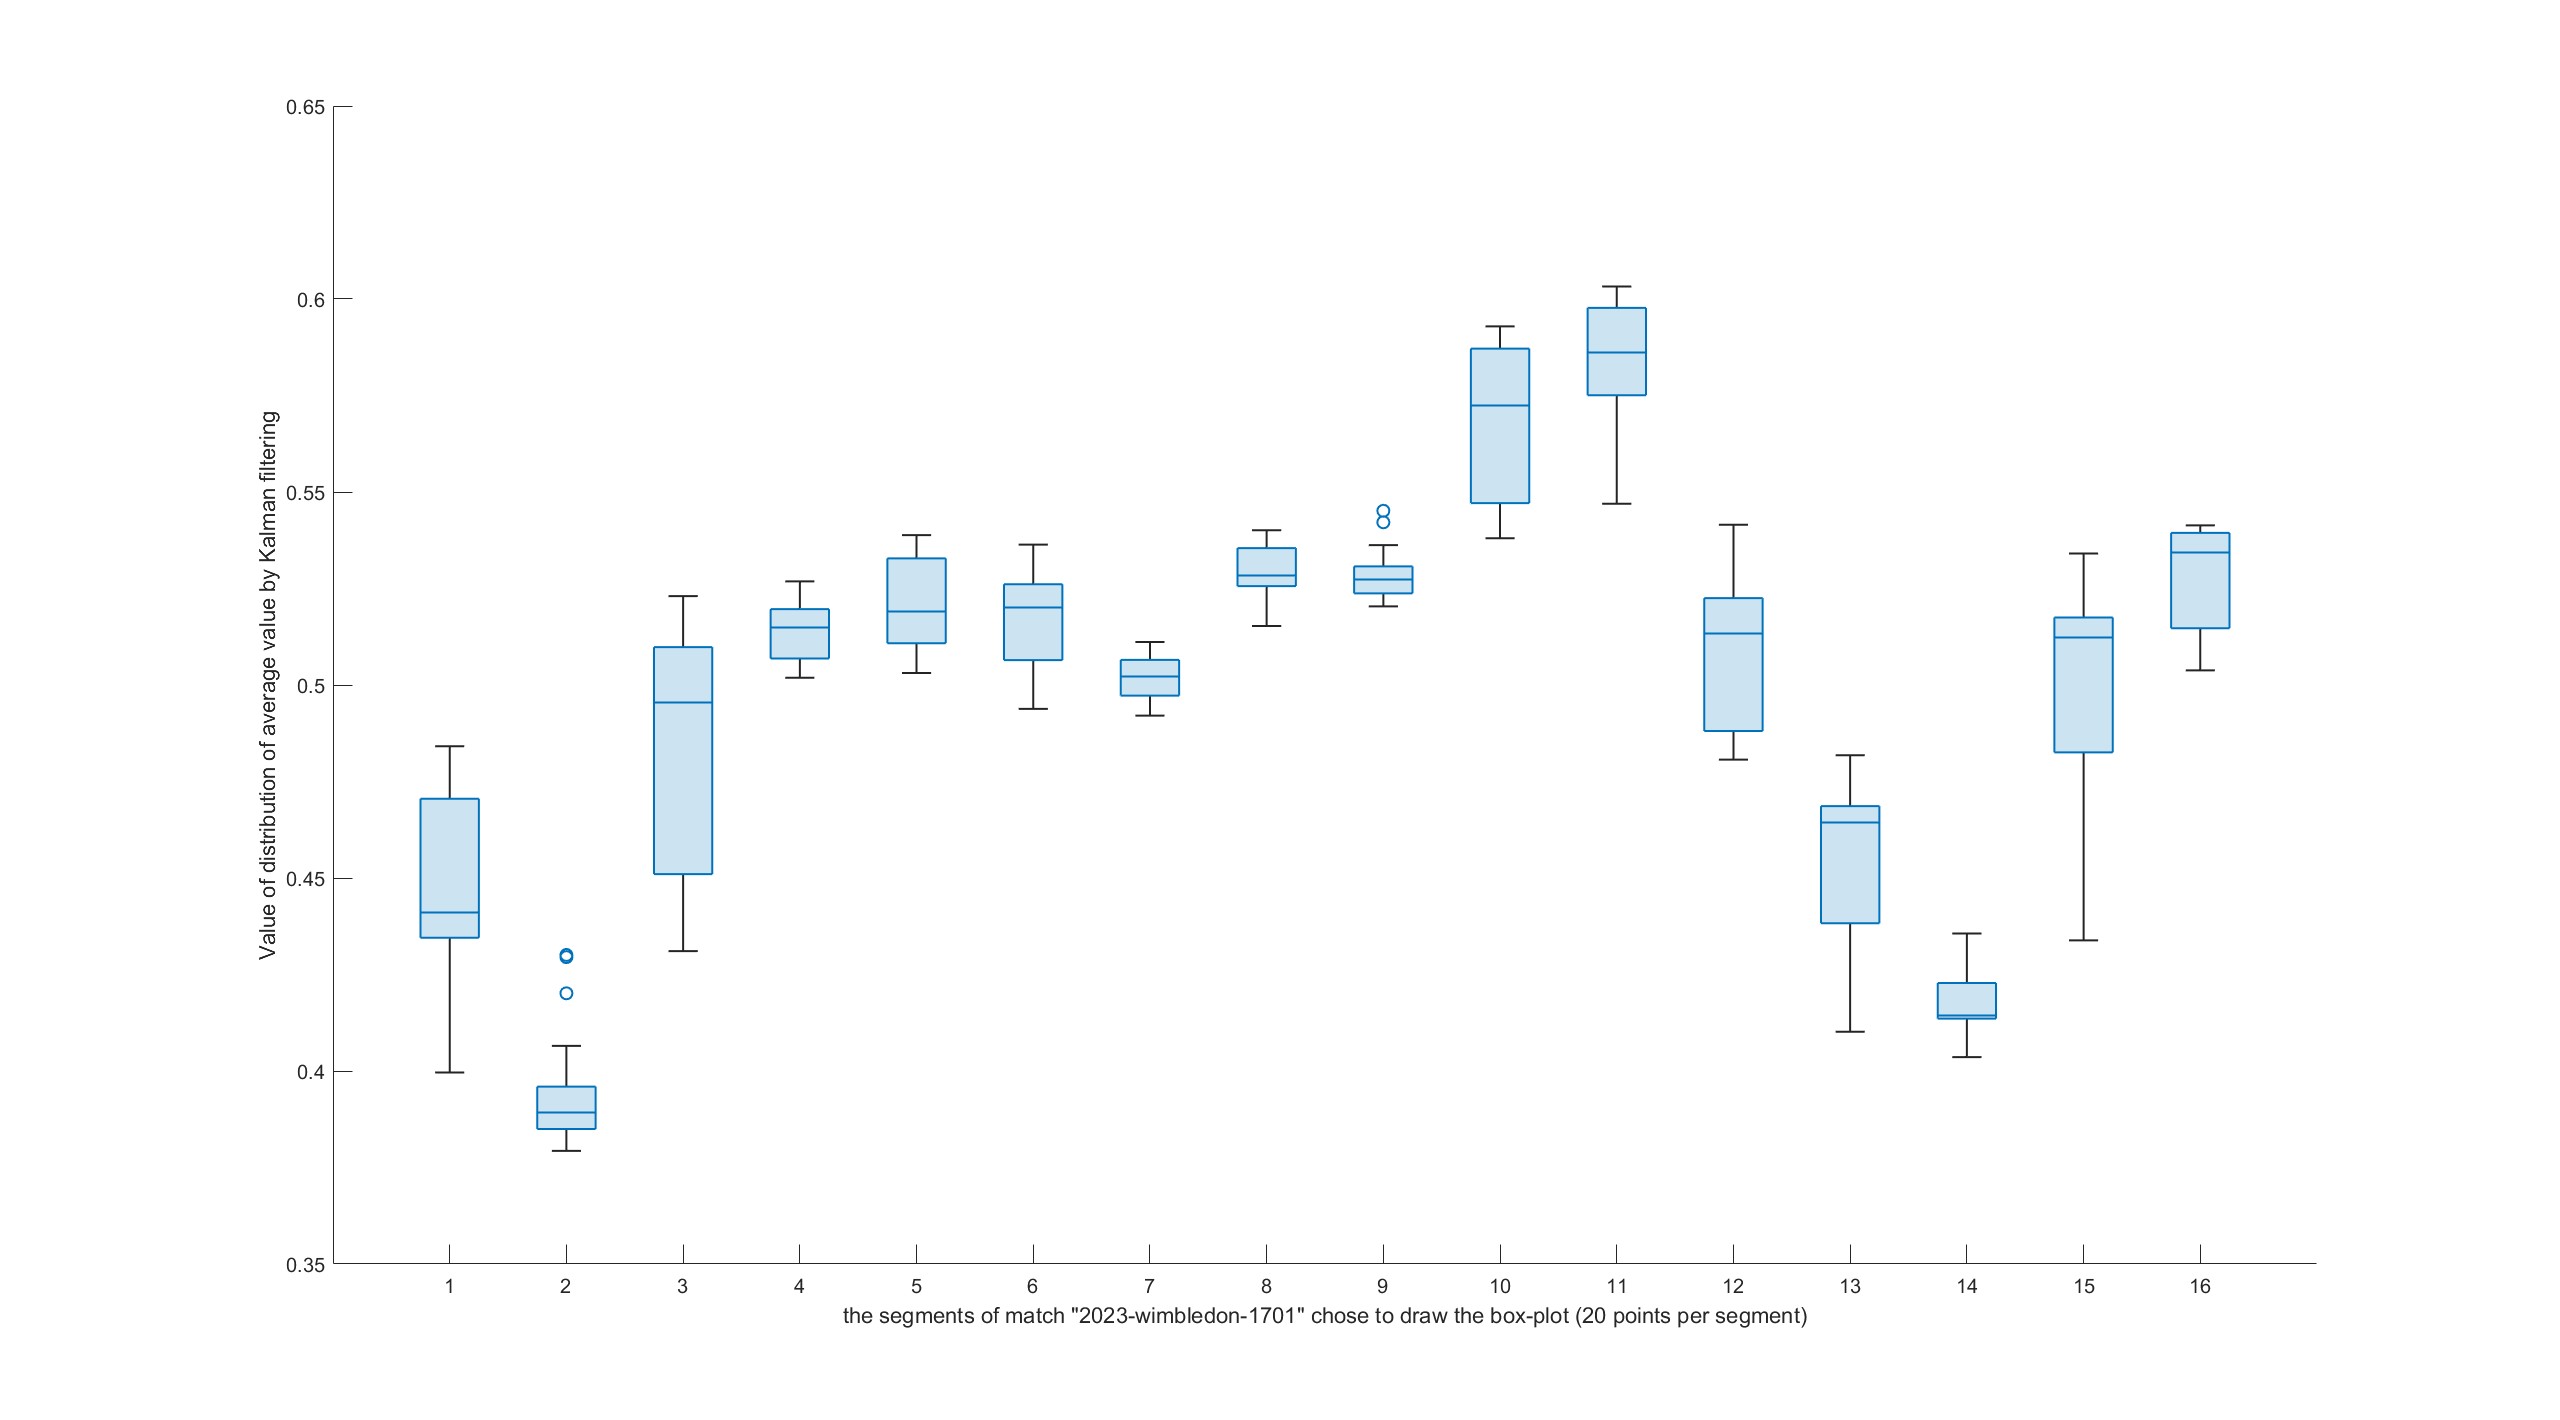 0.65
0.6
0.55
0.5
0.45
0.4
0.35
Value of distribution of average value by Kalman filtering
1 2 3 4 5 6 7 8 9 10 11 12 13 14 15 16
the segments of match "2023-wimbledon-1701" chose to draw the box-plot (20 points per segment)